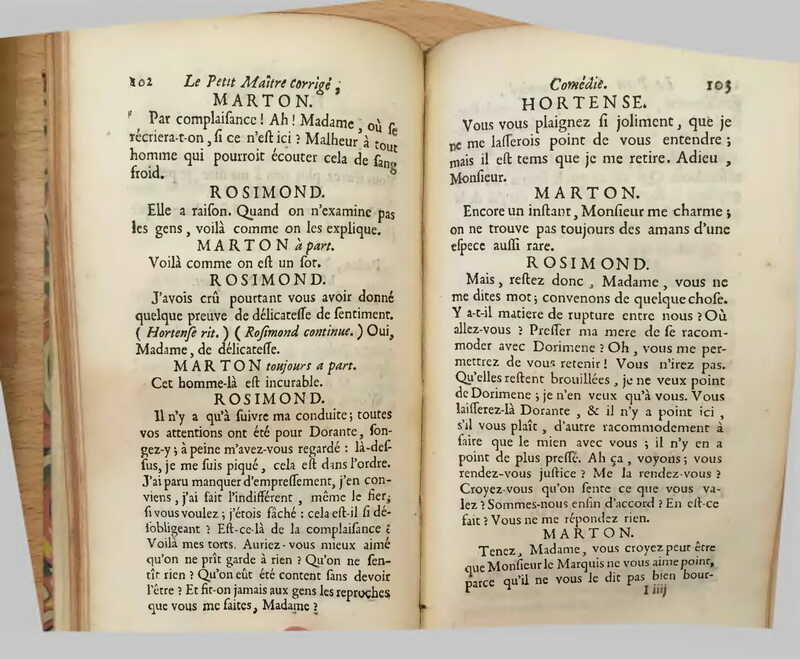 102 Le Petit Maître corrigé ,
MARTON.
Par complaiſance ! Ah ! Madame , où ſe
récriera-t-on , ſi ce n'eſt ici ? Malheur à tout
homme qui pourroit écouter cela de ſang
froid.
ROSIMOND.
Elle a raiſon. Quand on n'examine pas
les gens , voilà comme on les explique.
MARTON à part.
Voilà comme on eſt un ſot.
ROSIMOND.
J'avois crû pourtant vous avoir donné
quelque preuve de délicateſſe de ſentiment.
( Hortenſe rit. ) ( Roſimond continue. ) Oui,
Madame, de délicateſſe.
MARTON toujours a part.
Cet homme-là eſt incurable.
ROSIMOND.
Il n'y a qu'à ſuivre ma conduite; toutes
vos attentions ont été pour Dorante, ſon-
gez-y ; à peine m'avez-vous regardé : là-deſ-
ſus, je me ſuis piqué , cela eſt dans l'ordre.
J'ai paru manquer d'empreſſement, j'en con-
viens , j'ai fait l'indifférent , même le fier,
ſi vous voulez ; j'étois fâché : cela eſt-il ſi dé-
ſobligeant ? Eſt-ce-là de la complaiſance ?
Voilà mes torts. Auriez-vous mieux aimé
qu'on ne prît garde à rien ? Qu'on ne ſen-
tît rien ? Qu'on eût été content ſans devoir
l'être ? Et fit-on jamais aux gens les reproches
que vous me faites, Madame ?
Comédie. 103
HORTENSE.
Vous vous plaignez ſi joliment , que je
ne me laſſerois point de vous entendre ;
mais il eſt tems que je me retire. Adieu ,
Monſieur.
MARTON.
Encore un inſtant, Monſieur me charme ;
on ne trouve pas toujours des amans d'une
eſpece auſſi rare.
ROSIMOND.
Mais , reſtez donc , Madame , vous ne
me dites mot ; convenons de quelque choſe.
Y a-t-il matiere de rupture entre nous ? Où
allez-vous ? Preſſer ma mere de ſe racom-
moder avec Dorimene ? Oh , vous me per-
mettrez de vous retenir ! Vous n'irez pas.
Qu'elles reſtent brouillées , je ne veux point
de Dorimene ; je n'en veux qu'à vous. Vous
laiſſerez-là Dorante , & il n'y a point ici ,
s'il vous plaît , d'autre racommodement à
faire que le mien avec vous ; il n'y en a
point de plus preſſé. Ah ça , voyons ; vous
rendez-vous juſtice ? Me la rendez-vous ?
Croyez-vous qu'on ſente ce que vous va-
lez ? Sommes-nous enfin d'accord ? En eſt-ce
fait ? Vous ne me répondez rien.
MARTON.
Tenez, Madame, vous croyez peut être
que Monſieur le Marquis ne vous aime point,
parce qu'il ne vous le dit pas bien bour-
I iiij